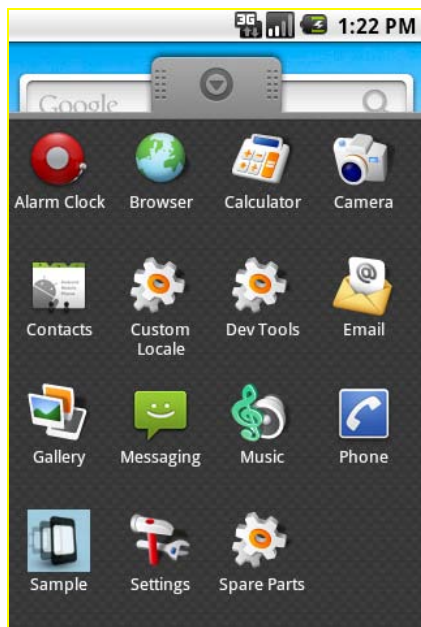 3G 1:22 PM
Google
Alarm Clock Browser Calculator Camera
Contacts Custom Locale Dev Tools Email
@
Gallery Messaging Music Phone
Sample Settings Spare Parts